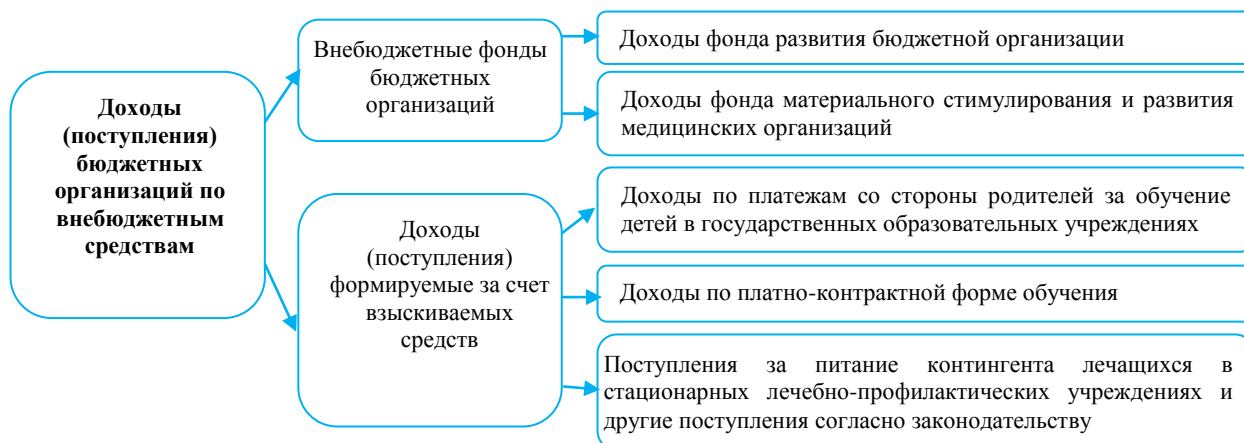 Доходы
(поступления)
бюджетных
организаций по
внебюджетным
средствам
Внебюджетные фонды
бюджетных
организаций
Доходы фонда развития бюджетной организации
Доходы фонда материального стимулирования и развития
медицинских организаций
Доходы
(поступления)
формируемые за счет
взыскиваемых
средств
Доходы по платежам со стороны родителей за обучение
детей в государственных образовательных учреждениях
Доходы по платно-контрактной форме обучения
Поступления за питание контингента лечащихся в
стационарных лечебно-профилактических учреждениях и
другие поступления согласно законодательству